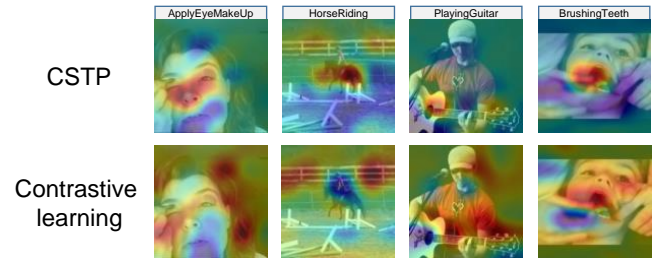 ApplyEyeMakeUp
HorseRiding
PlayingGuitar
BrushingTeeth
CSTP
Contrastive
learning